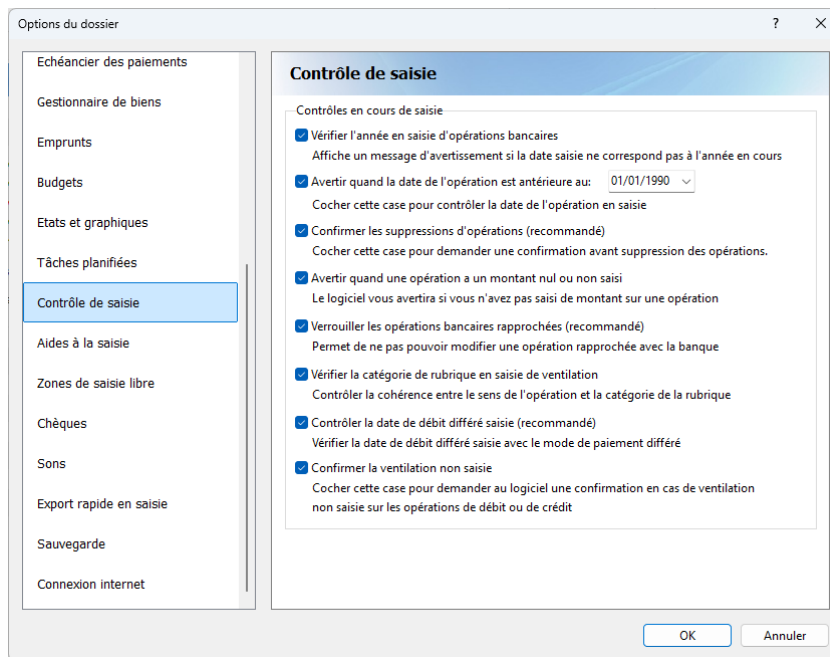 Options du dossier
Echéancier des paiements
Gestionnaire de biens
Emprunts
Budgets
Etats et graphiques
Tâches planifiées
Contrôle de saisie
Aides à la saisie
Zones de saisie libre
Chèques
Sons
Export rapide en saisie
Sauvegarde
Connexion internet
Contrôle de saisie
Contrôles en cours de saisie
Vérifier l'année en saisie d'opérations bancaires
Affiche un message d'avertissement si la date saisie ne correspond pas à l'année en cours
Avertir quand la date de l'opération est antérieure au: 01/01/1990
Cocher cette case pour contrôler la date de l'opération en saisie
Confirmer les suppressions d'opérations (recommandé)
Cocher cette case pour demander une confirmation avant suppression des opérations.
Avertir quand une opération a un montant nul ou non saisi
Le logiciel vous avertira si vous n'avez pas saisi de montant sur une opération
Verrouiller les opérations bancaires rapprochées (recommandé)
Permet de ne pas pouvoir modifier une opération rapprochée avec la banque
Vérifier la catégorie de rubrique en saisie de ventilation
Contrôler la cohérence entre le sens de l'opération et la catégorie de la rubrique
Contrôler la date de débit différé saisie (recommandé)
Vérifier la date de débit différé saisie avec le mode de paiement différé
Confirmer la ventilation non saisie
Cocher cette case pour demander au logiciel une confirmation en cas de ventilation
non saisie sur les opérations de débit ou de crédit
OK
Annuler